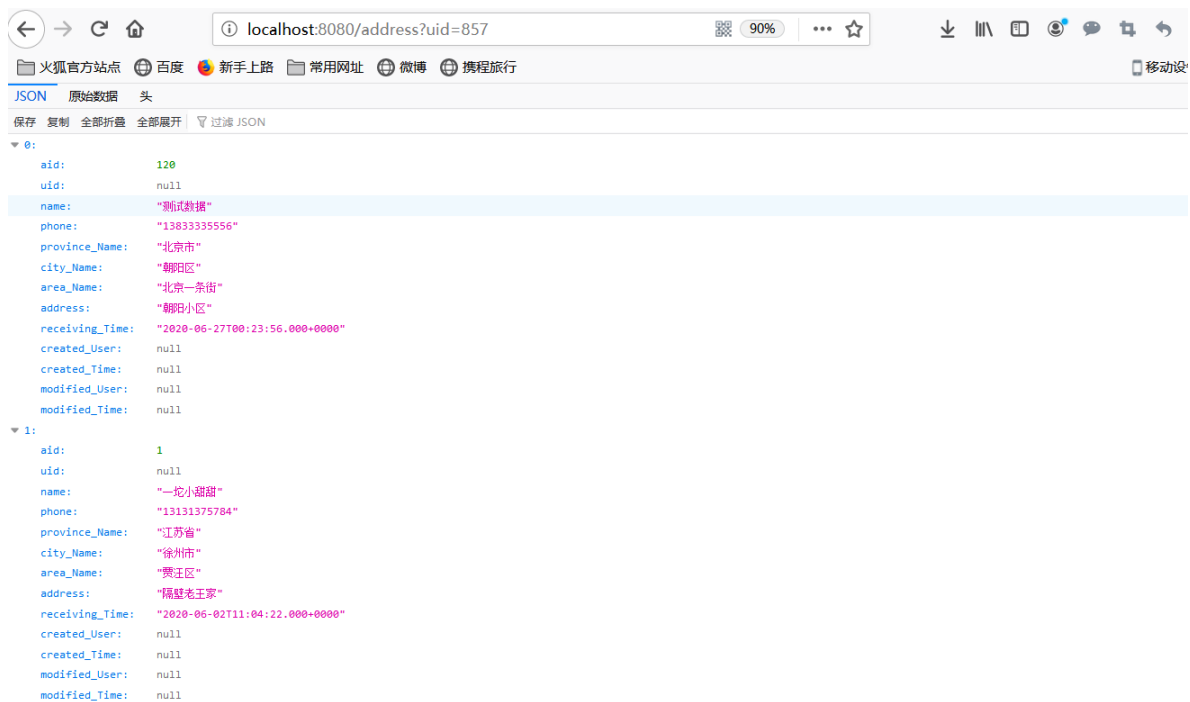 localhost:8080/address?uid=857 90%
火狐官方站点 百度 新手上路 常用网址 微博 携程旅行 移动设
JSON 原始数据 头
保存 复制 全部折叠 全部展开 过滤 JSON
0:
aid: 120
uid: null
name: "测试数据"
phone: "13833335556"
province_Name: "北京市"
city_Name: "朝阳区"
area_Name: "北京一条街"
address: "朝阳小区"
receiving_Time: "2020-06-27T00:23:56.000+0000"
created_User: null
created_Time: null
modified_User: null
modified_Time: null
1:
aid: 1
uid: null
name: "一坨小甜甜"
phone: "13131375784"
province_Name: "江苏省"
city_Name: "徐州市"
area_Name: "贾汪区"
address: "隔壁老王家"
receiving_Time: "2020-06-02T11:04:22.000+0000"
created_User: null
created_Time: null
modified_User: null
modified_Time: null